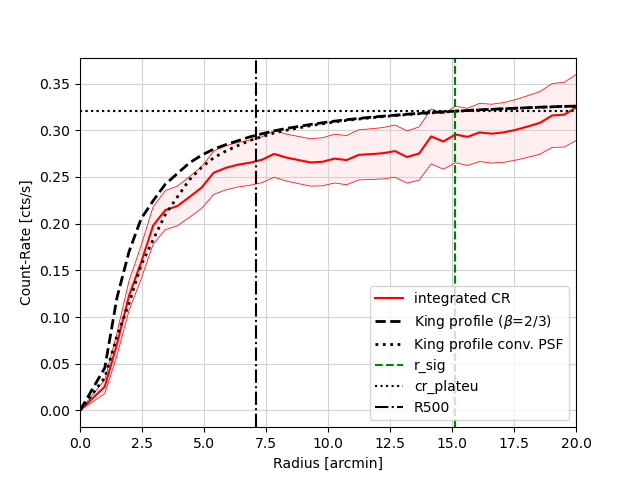 0.35
0.30
0.25
0.20
0.15
0.10
0.05
0.00
Count-Rate [cts/s]
integrated CR
King profile (β=2/3)
King profile conv. PSF
r_sig
cr_plateu
R500
0.0 2.5 5.0 7.5 10.0 12.5 15.0 17.5 20.0
Radius [arcmin]